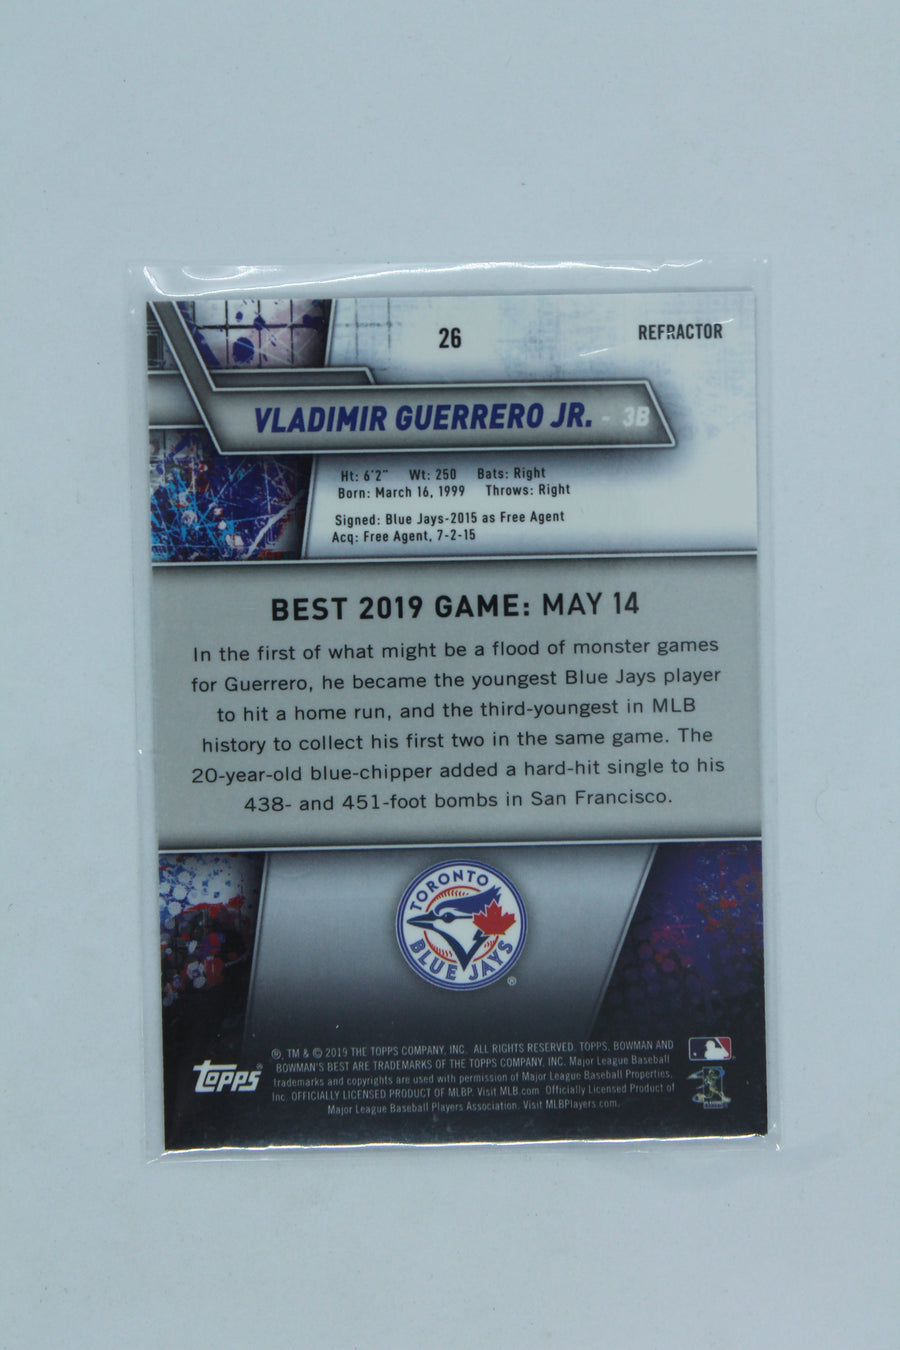 26
REFRACTOR
VLADIMIR GUERRERO JR. - 3B
Ht: 6'2" Wt: 250 Bats: Right
Born: March 16, 1999 Throws: Right
Signed: Blue Jays-2015 as Free Agent
Acq: Free Agent, 7-2-15
BEST 2019 GAME: MAY 14
In the first of what might be a flood of monster games
for Guerrero, he became the youngest Blue Jays player
to hit a home run, and the third-youngest in MLB
history to collect his first two in the same game. The
20-year-old blue-chipper added a hard-hit single to his
438- and 451-foot bombs in San Francisco.
TORONTO
BLUE JAYS
®
Topps®
®, TM & © 2019 THE TOPPS COMPANY, INC. ALL RIGHTS RESERVED. TOPPS, BOWMAN AND
BOWMAN'S BEST ARE TRADEMARKS OF THE TOPPS COMPANY, INC. Major League Baseball
trademarks and copyrights are used with permission of Major League Baseball Properties,
Inc. OFFICIALLY LICENSED PRODUCT OF MLBP. Visit MLB.com Officially Licensed Product of
Major League Baseball Players Association. Visit MLBPlayers.com.